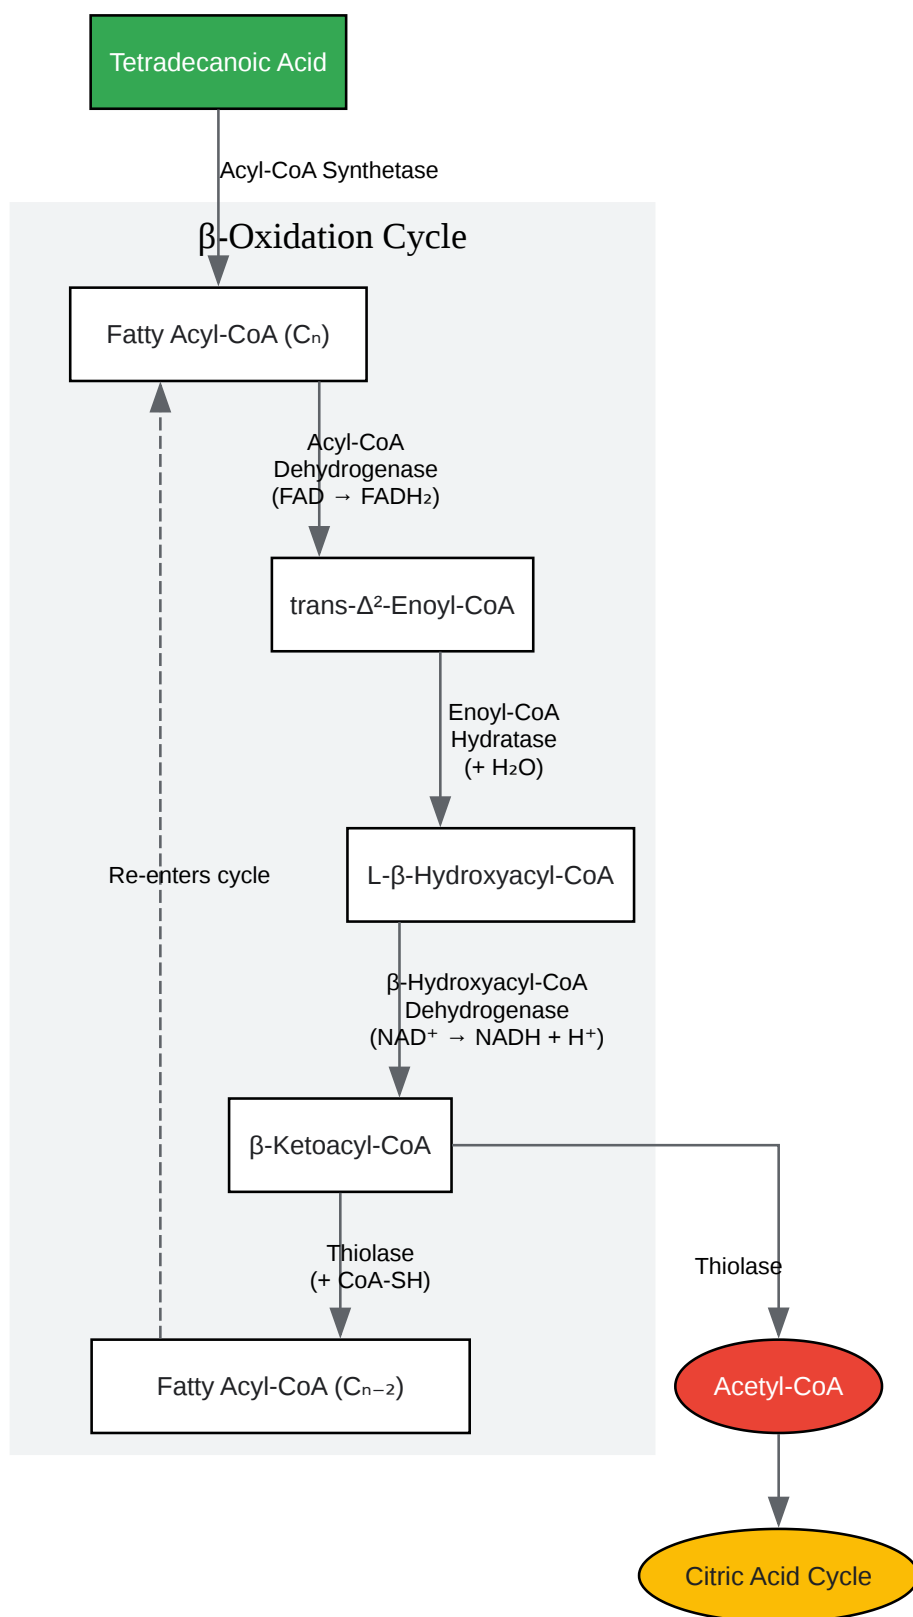 Tetradecanoic Acid
Acyl-CoA Synthetase
β-Oxidation Cycle
Fatty Acyl-CoA (Cₙ)
Acyl-CoA
Dehydrogenase
(FAD → FADH₂)
trans-Δ²-Enoyl-CoA
Enoyl-CoA
Hydratase
(+ H₂O)
L-β-Hydroxyacyl-CoA
Re-enters cycle
β-Hydroxyacyl-CoA
Dehydrogenase
(NAD⁺ → NADH + H⁺)
β-Ketoacyl-CoA
Thiolase
(+ CoA-SH)
Thiolase
Fatty Acyl-CoA (Cₙ₋₂)
Acetyl-CoA
Citric Acid Cycle